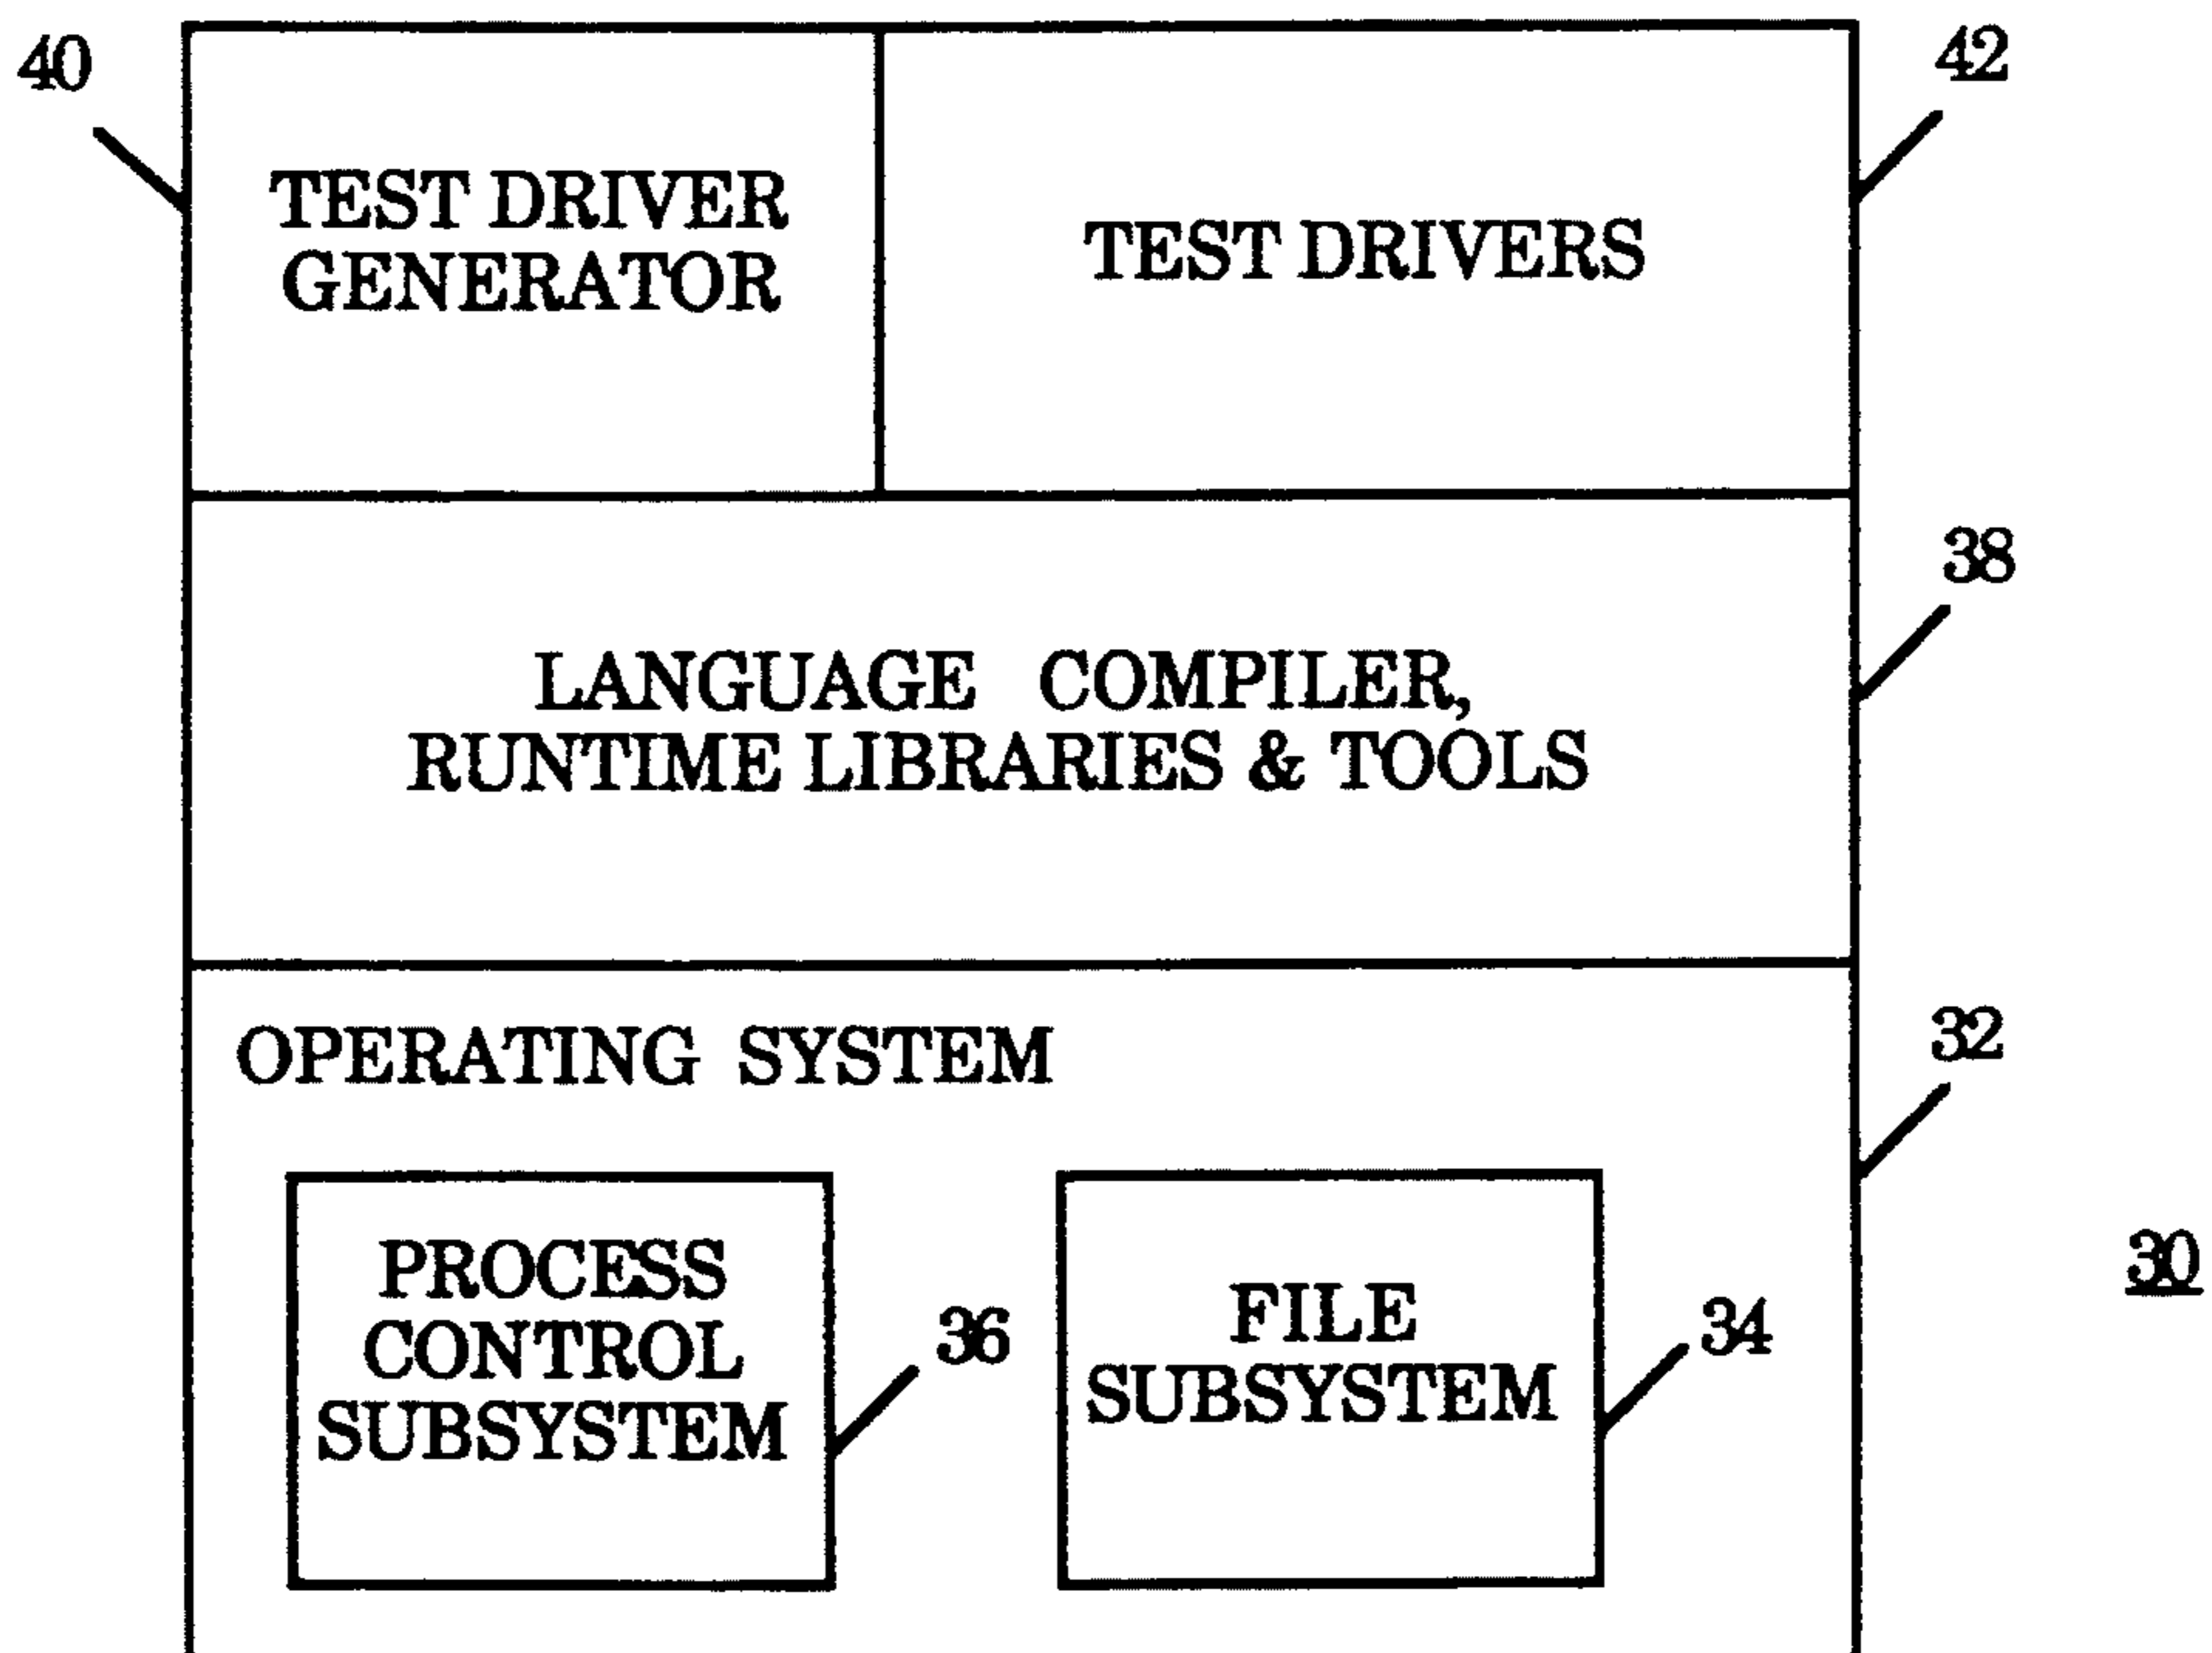 40
42
TEST DRIVER
GENERATOR
TEST DRIVERS
38
LANGUAGE COMPILER,
RUNTIME LIBRARIES & TOOLS
32
OPERATING SYSTEM
PROCESS
CONTROL
SUBSYSTEM
36
FILE
SUBSYSTEM
34
30